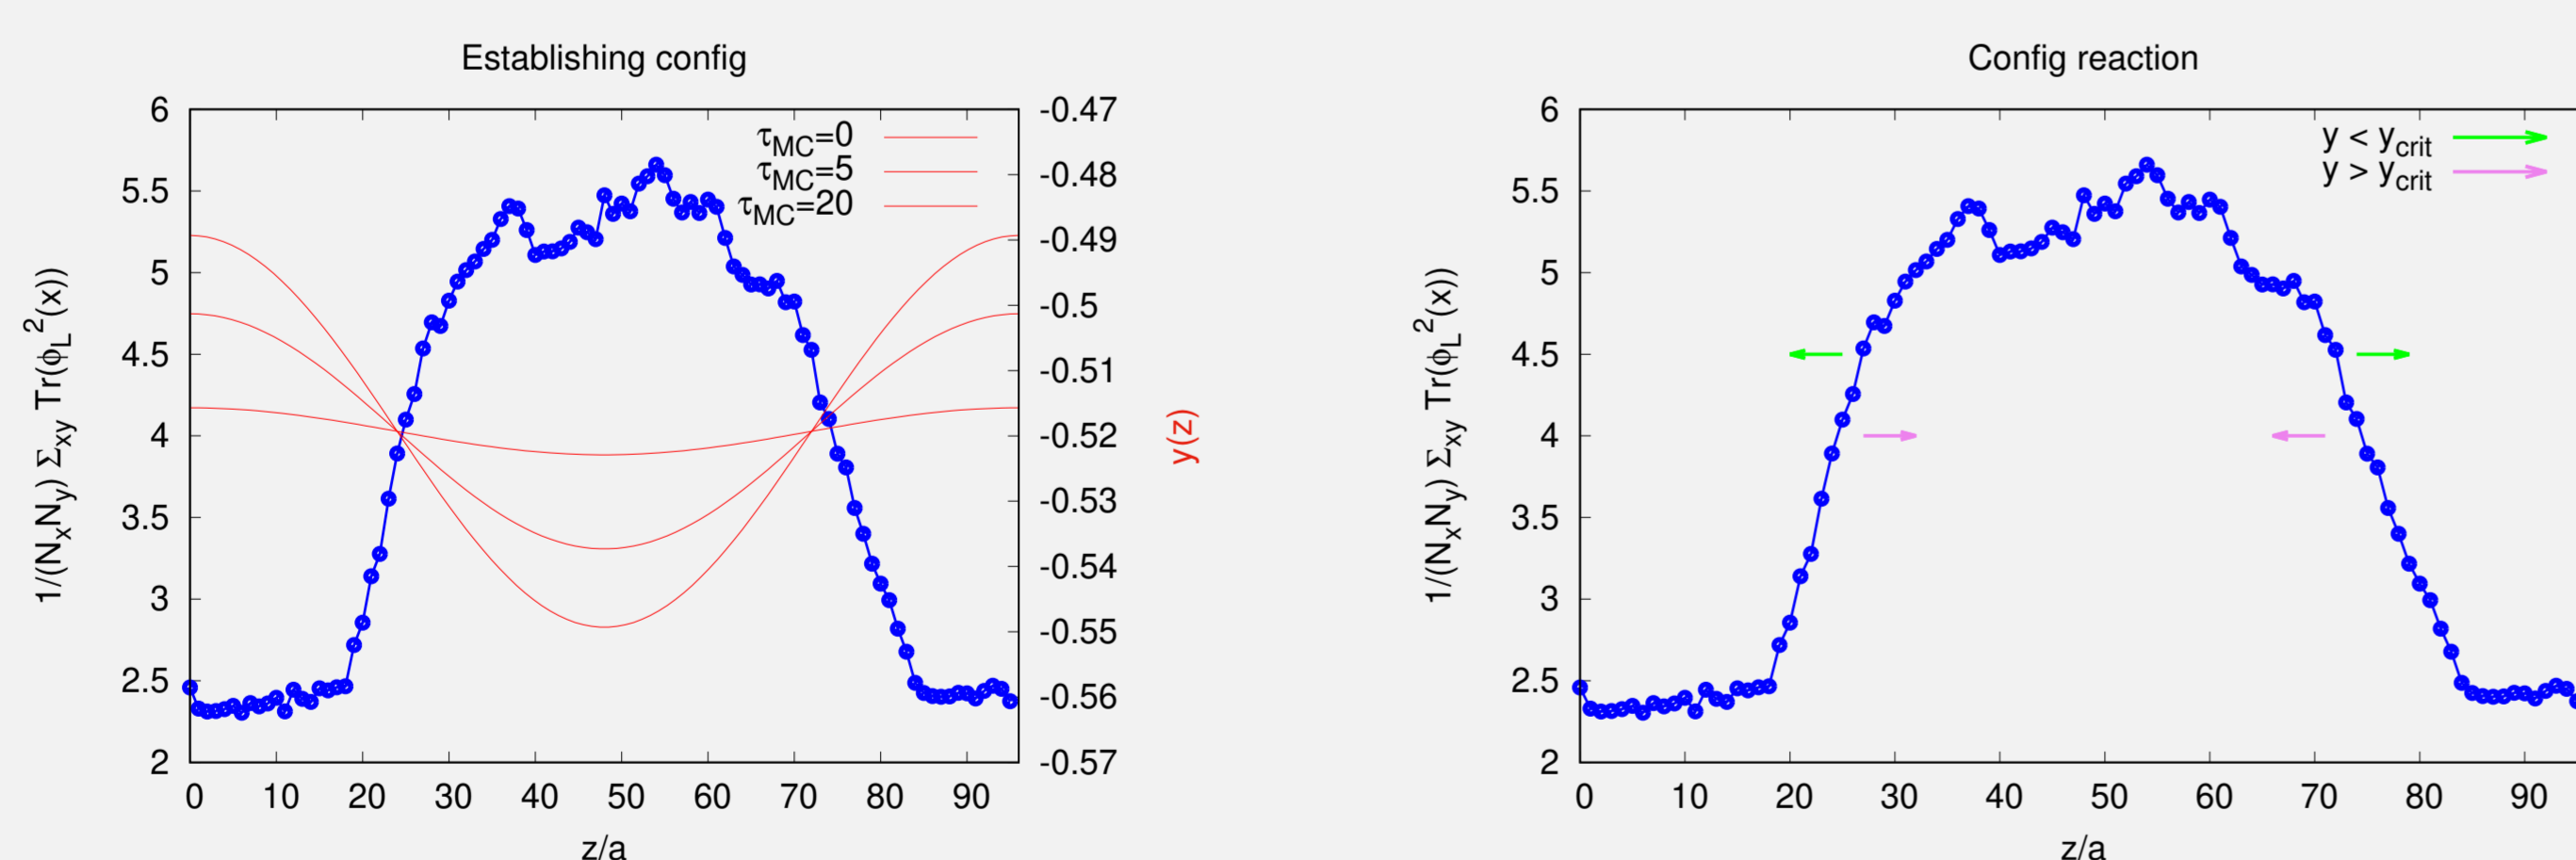 Establishing config
6
5.5
5
4.5
4
3.5
3
2.5
2
1/(NxNy) Σxy Tr(ϕL²(x))
τMC=0
τMC=5
τMC=20
-0.47
-0.48
-0.49
-0.5
-0.51
-0.52
-0.53
-0.54
-0.55
-0.56
-0.57
y(z)
0 10 20 30 40 50 60 70 80 90
z/a
Config reaction
6
5.5
5
4.5
4
3.5
3
2.5
2
1/(NxNy) Σxy Tr(ϕL²(x))
y < ycrit
y > ycrit
0 10 20 30 40 50 60 70 80 90
z/a